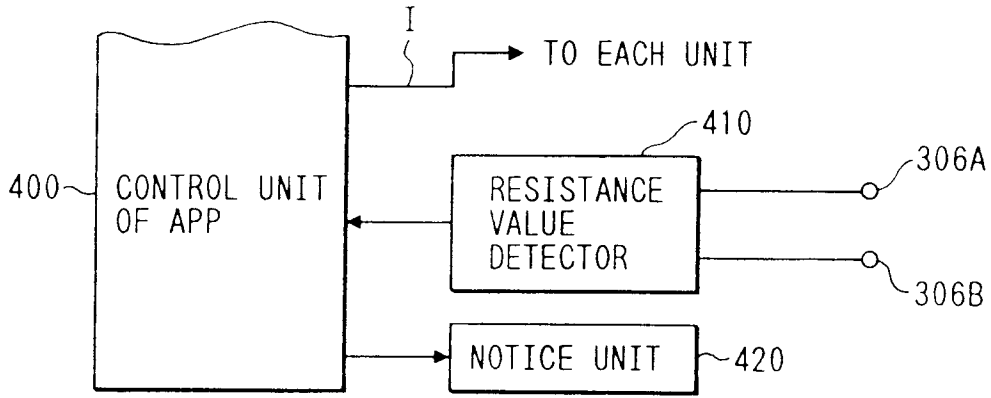 I
TO EACH UNIT
410
306A
400
CONTROL UNIT
OF APP
RESISTANCE
VALUE
DETECTOR
306B
NOTICE UNIT
420